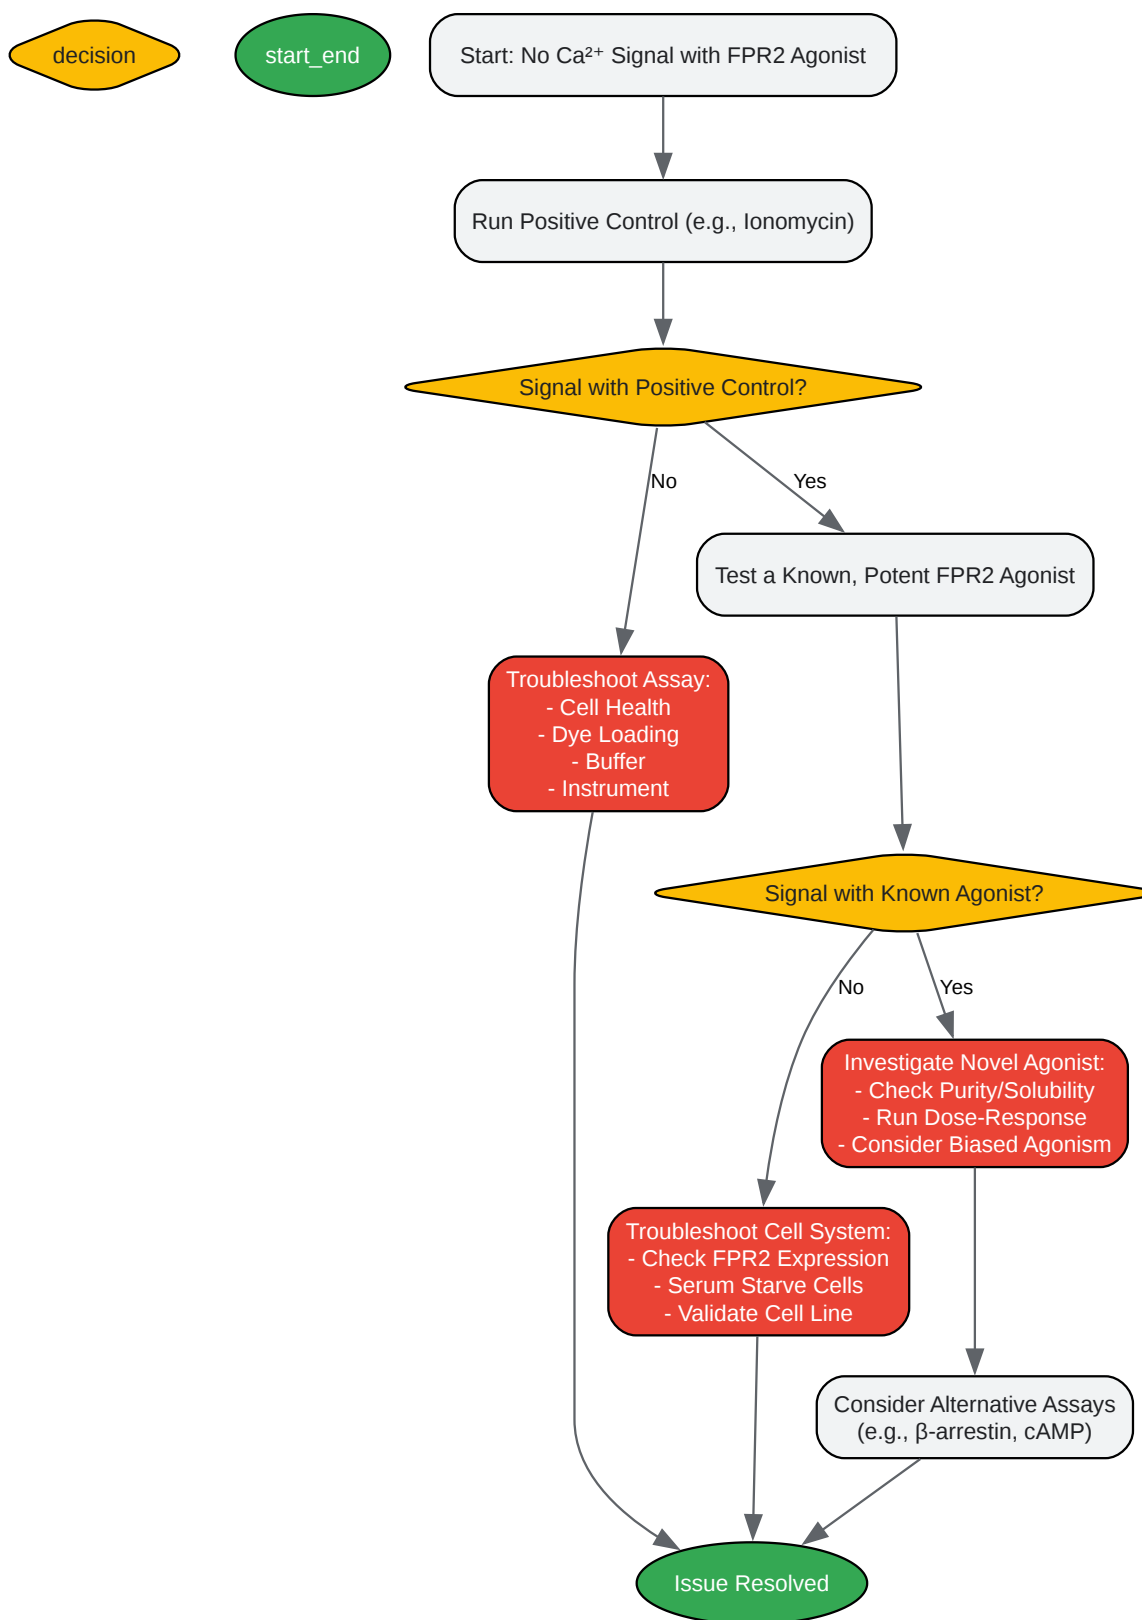 decision
start_end
Start: No Ca²⁺ Signal with FPR2 Agonist
Run Positive Control (e.g., Ionomycin)
Signal with Positive Control?
No
Yes
Test a Known, Potent FPR2 Agonist
Troubleshoot Assay:
- Cell Health
- Dye Loading
- Buffer
- Instrument
Signal with Known Agonist?
No
Yes
Investigate Novel Agonist:
- Check Purity/Solubility
- Run Dose-Response
- Consider Biased Agonism
Troubleshoot Cell System:
- Check FPR2 Expression
- Serum Starve Cells
- Validate Cell Line
Consider Alternative Assays
(e.g., β-arrestin, cAMP)
Issue Resolved